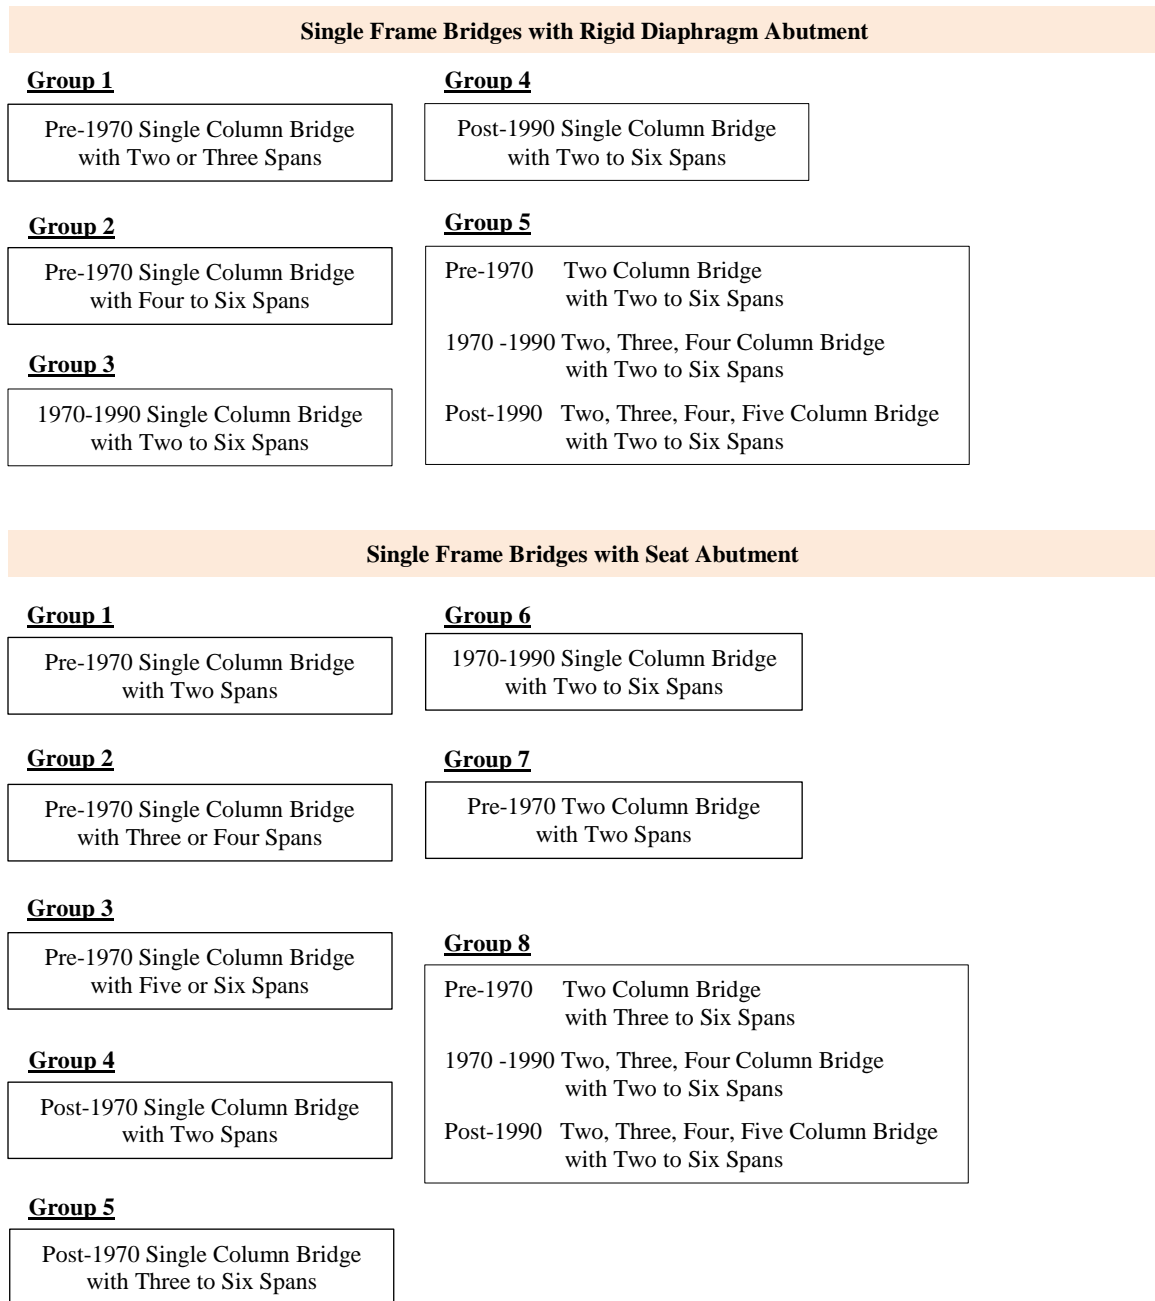 Single Frame Bridges with Rigid Diaphragm Abutment
Group 1
Pre-1970 Single Column Bridge
with Two or Three Spans
Group 2
Pre-1970 Single Column Bridge
with Four to Six Spans
Group 3
1970-1990 Single Column Bridge
with Two to Six Spans
Group 4
Post-1990 Single Column Bridge
with Two to Six Spans
Group 5
Pre-1970 Two Column Bridge
with Two to Six Spans
1970 -1990 Two, Three, Four Column Bridge
with Two to Six Spans
Post-1990 Two, Three, Four, Five Column Bridge
with Two to Six Spans
Single Frame Bridges with Seat Abutment
Group 1
Pre-1970 Single Column Bridge
with Two Spans
Group 2
Pre-1970 Single Column Bridge
with Three or Four Spans
Group 3
Pre-1970 Single Column Bridge
with Five or Six Spans
Group 4
Post-1970 Single Column Bridge
with Two Spans
Group 5
Post-1970 Single Column Bridge
with Three to Six Spans
Group 6
1970-1990 Single Column Bridge
with Two to Six Spans
Group 7
Pre-1970 Two Column Bridge
with Two Spans
Group 8
Pre-1970 Two Column Bridge
with Three to Six Spans
1970 -1990 Two, Three, Four Column Bridge
with Two to Six Spans
Post-1990 Two, Three, Four, Five Column Bridge
with Two to Six Spans